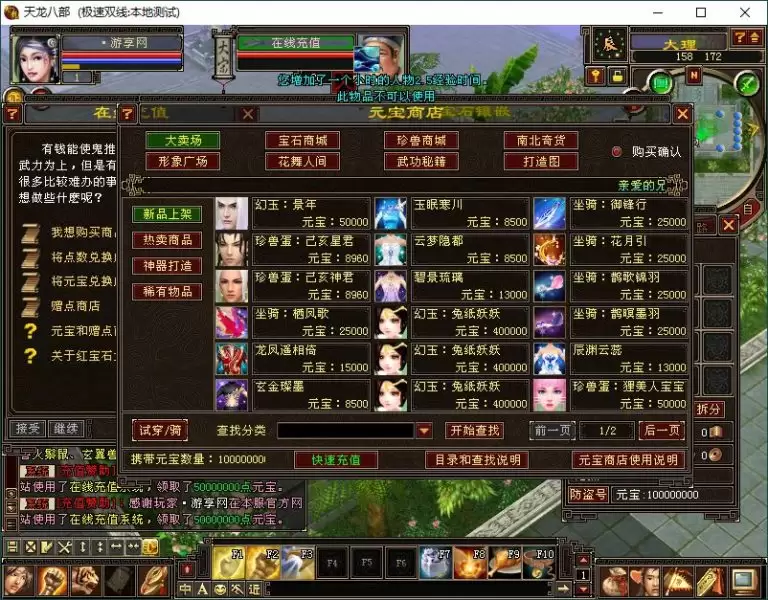 天龙八部 (极速双线:本地测试)
·游享网
在线充值
大理
158 172
您增加了一个小时的人物2.5经验时间。
此物品不可以使用
元宝商店
大卖场
宝石商城
珍兽商城
南北奇货
形象广场
花舞人间
武功秘籍
打造图
购买确认
亲爱的兄
有钱能使鬼推
武力为上，但是有
很多比较难办的事
想做些什麽呢？
我想购买商
将点数兑换
将元宝兑换
赠点商店
元宝和赠点
关于红宝石
接受
继续
新品上架
热卖商品
神器打造
稀有物品
幻玉：景年
元宝：50000
玉眠寒川
元宝：8500
坐骑：御锋行
元宝：25000
珍兽蛋：己亥星君
元宝：8960
云梦隐都
元宝：8500
坐骑：花月引
元宝：25000
珍兽蛋：己亥神君
元宝：8960
碧景琉璃
元宝：13000
坐骑：鹊歌锦羽
元宝：25000
坐骑：栖凤歌
元宝：25000
幻玉：兔纸妖妖
元宝：400000
坐骑：鹊暝墨羽
元宝：25000
龙凤遥相倚
元宝：15000
幻玉：兔纸妖妖
元宝：400000
辰渊云蕊
元宝：13000
玄金璨墨
元宝：8500
幻玉：兔纸妖妖
元宝：400000
珍兽蛋：狸美人宝宝
元宝：50000
试穿/骑
查找分类
开始查找
前一页
1/2
后一页
拆分
携带元宝数量：10000000
快速充值
目录和查找说明
元宝商店使用说明
防盗号
元宝:100000000
[充值赞助]感谢玩家·游享网在本服官方网
站使用了在线充值系统，领取了50000000点元宝。
站使用了在线充值系统，领取了50000000点元宝。
F1
F2
F3
F4
F5
F6
F7
F8
F9
F10
中
A
近
1